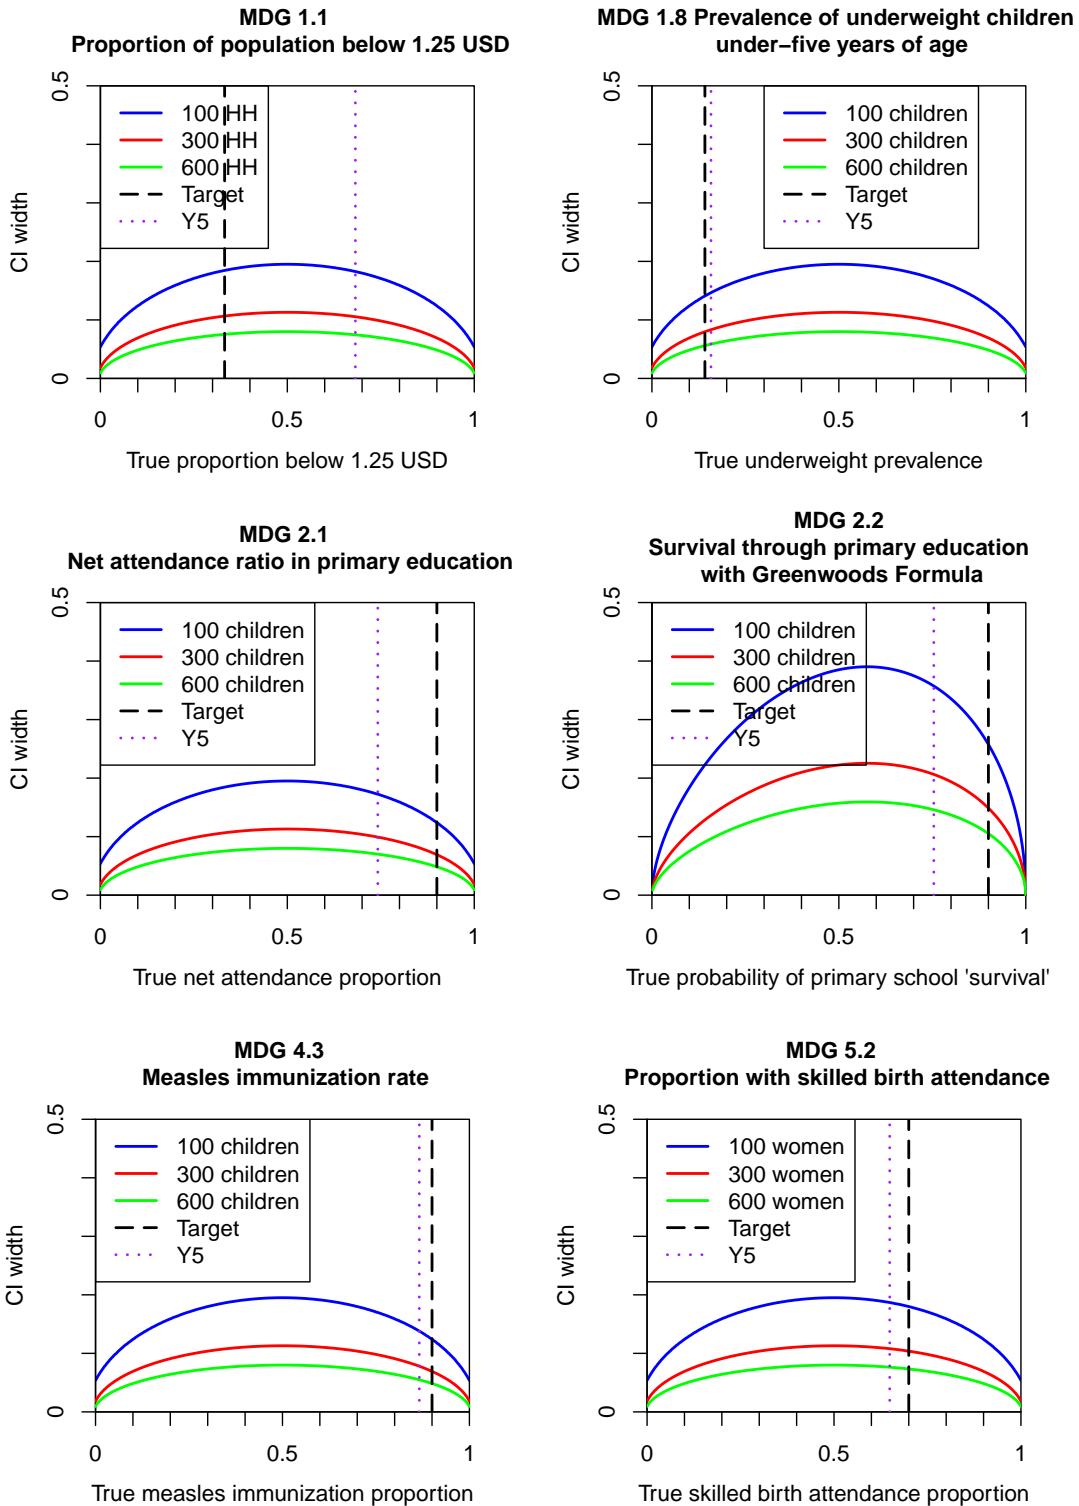 MDG 1.1
Proportion of population below 1.25 USD
0.5
100 HH
300 HH
600 HH
Target
Y5
CI width
0
0 0.5 1
True proportion below 1.25 USD
MDG 1.8 Prevalence of underweight children
under−five years of age
0.5
100 children
300 children
600 children
Target
Y5
CI width
0
0 0.5 1
True underweight prevalence
MDG 2.1
Net attendance ratio in primary education
0.5
100 children
300 children
600 children
Target
Y5
CI width
0
0 0.5 1
True net attendance proportion
MDG 2.2
Survival through primary education
with Greenwoods Formula
0.5
100 children
300 children
600 children
Target
Y5
CI width
0
0 0.5 1
True probability of primary school 'survival'
MDG 4.3
Measles immunization rate
0.5
100 children
300 children
600 children
Target
Y5
CI width
0
0 0.5 1
True measles immunization proportion
MDG 5.2
Proportion with skilled birth attendance
0.5
100 women
300 women
600 women
Target
Y5
CI width
0
0 0.5 1
True skilled birth attendance proportion